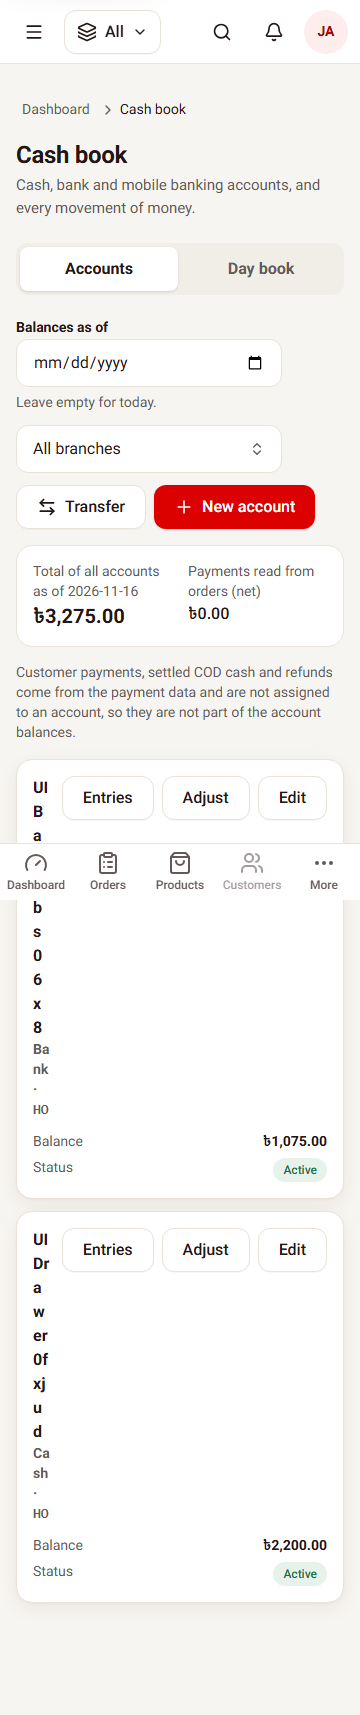 All
JA
Dashboard > Cash book
Cash book
Cash, bank and mobile banking accounts, and
every movement of money.
Accounts Day book
Balances as of
mm/dd/yyyy
Leave empty for today.
All branches
Transfer + New account
Total of all accounts
as of 2026-11-16
৳3,275.00
Payments read from
orders (net)
৳0.00
Customer payments, settled COD cash and refunds
come from the payment data and are not assigned
to an account, so they are not part of the account
balances.
UI
B
a
Entries Adjust Edit
Dashboard Orders Products Customers More
b
s
0
6
x
8
Ba
nk
·
HO
Balance ৳1,075.00
Status Active
UI
Dr
a
w
er
0f
xj
u
d
Ca
sh
·
HO
Entries Adjust Edit
Balance ৳2,200.00
Status Active